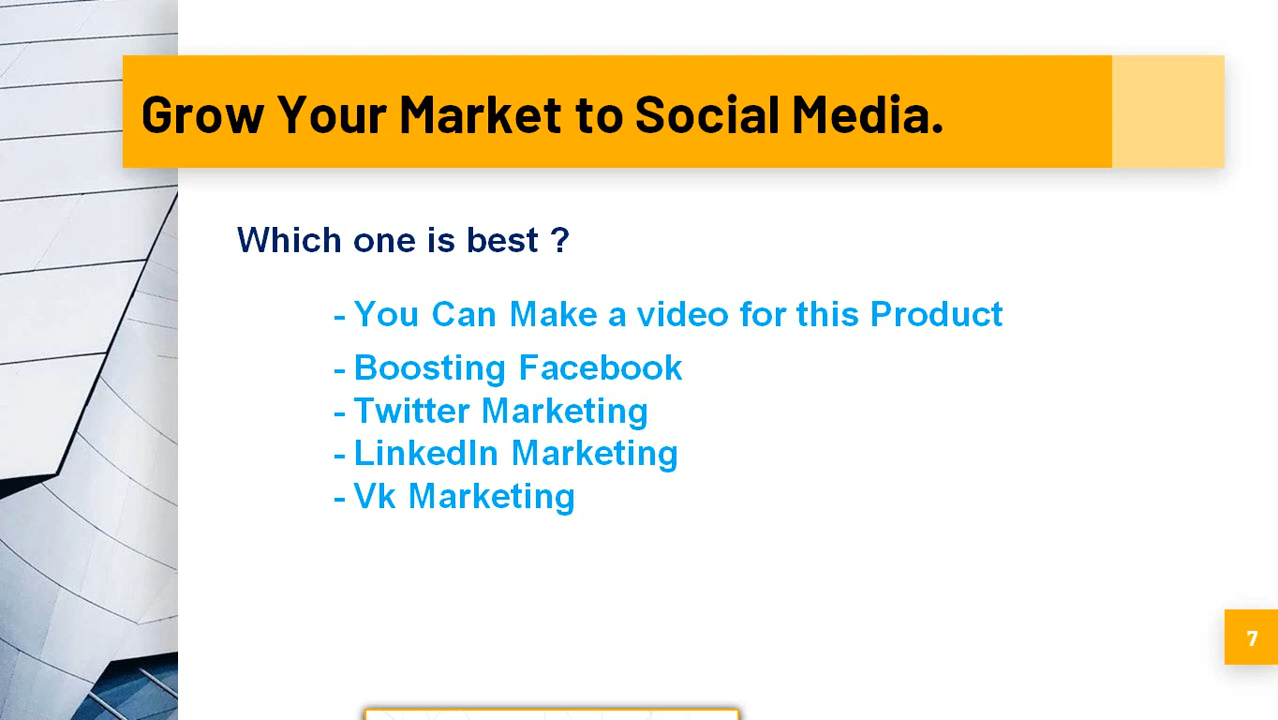 Grow Your Market to Social Media.
Which one is best ?
- You Can Make a video for this Product
- Boosting Facebook
- Twitter Marketing
- LinkedIn Marketing
- Vk Marketing
7